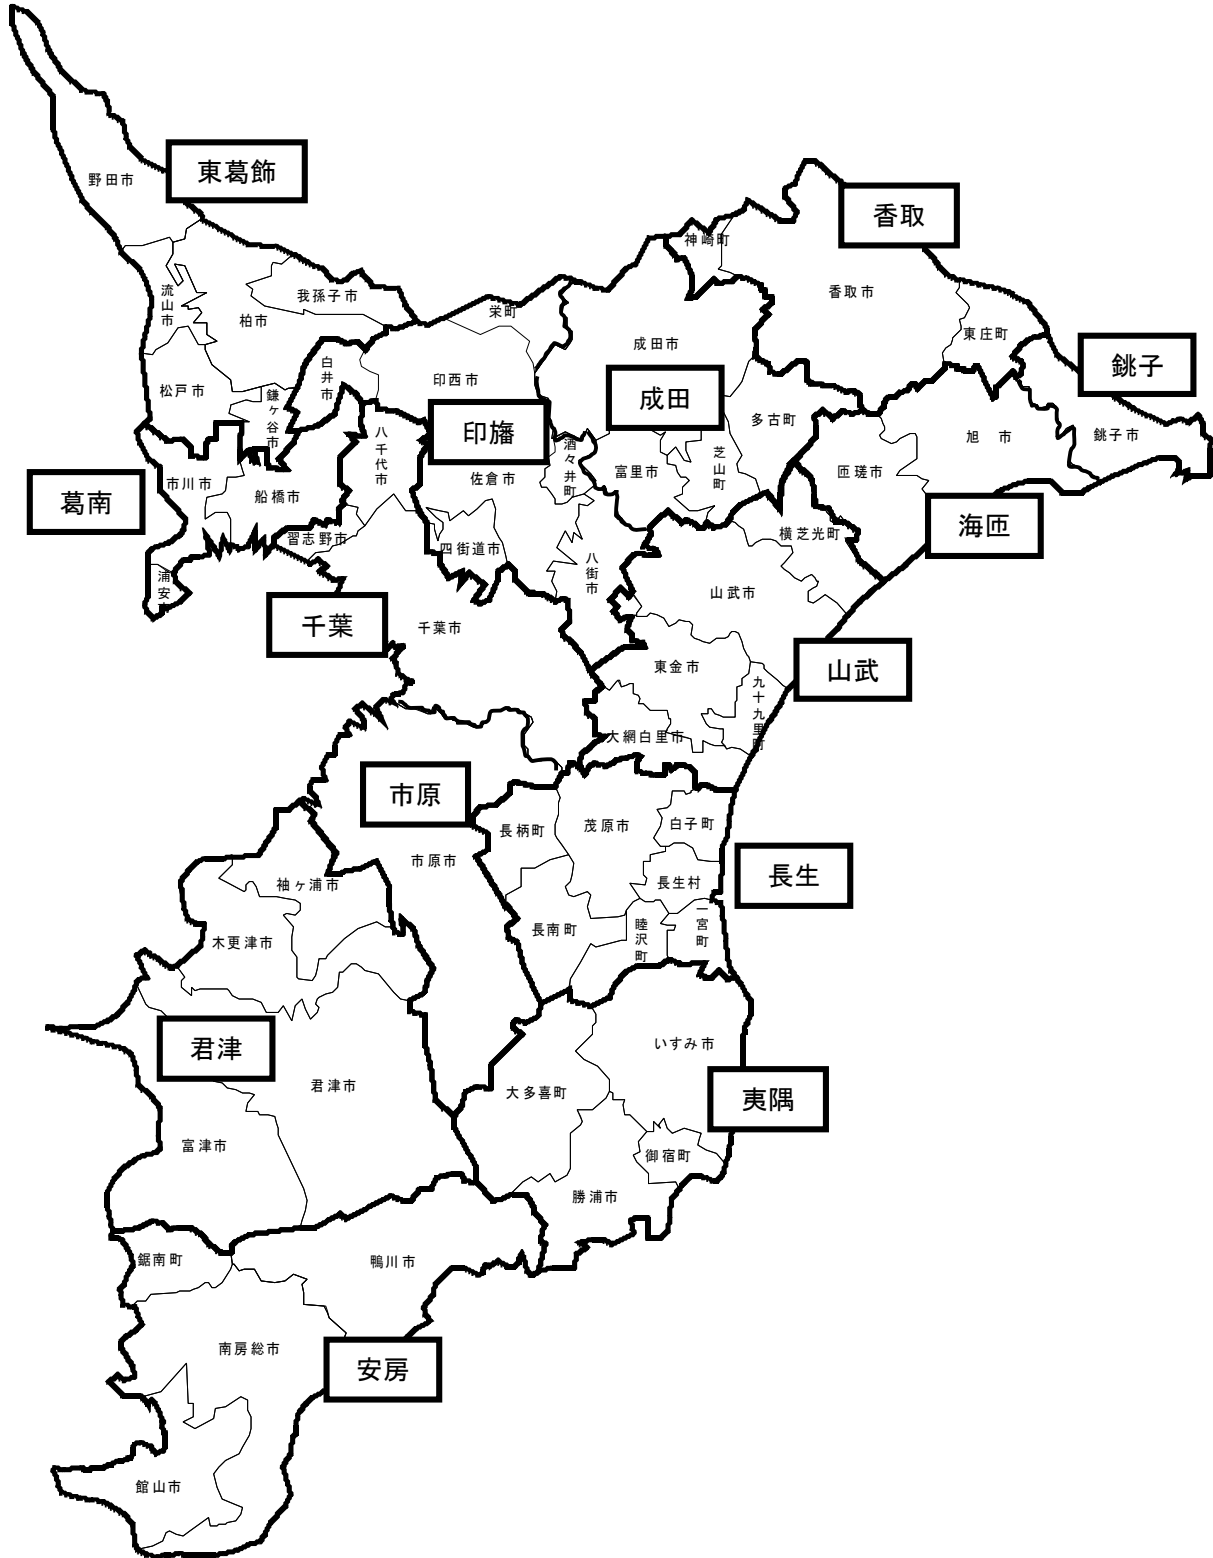 東葛飾
野田市
香取
神崎町
香取市
流山市
我孫子市
柏市
栄町
東庄町
成田市
銚子
松戸市
白井市
印西市
成田
鎌ヶ谷市
多古町
印旛
八千代市
酒々井町
旭市
銚子市
市川市
船橋市
佐倉市
富里市
芝山町
匝瑳市
葛南
海匝
習志野市
四街道市
八街市
横芝光町
浦安
山武市
千葉
千葉市
東金市
山武
九十九里町
大網白里市
市原
長柄町
茂原市
白子町
市原市
長生
袖ヶ浦市
長生村
木更津市
長南町
睦沢町
一宮町
君津
いすみ市
君津市
大多喜町
夷隅
富津市
御宿町
勝浦市
鋸南町
鴨川市
南房総市
安房
館山市